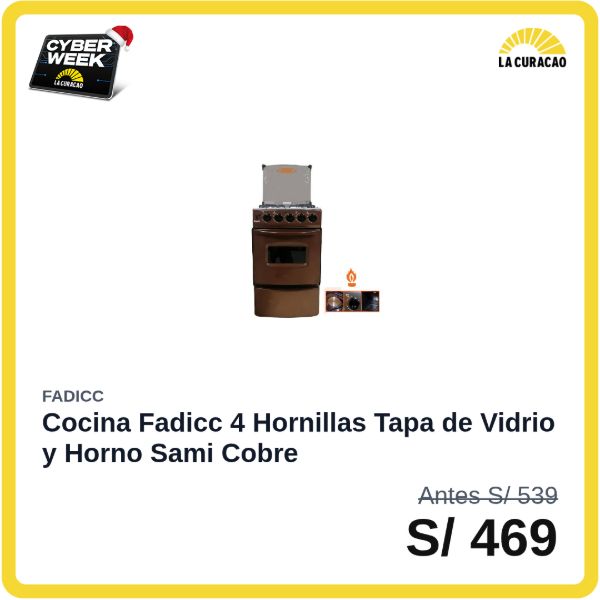 CYBER
WEEK
LA CURACAO
LA CURACAO
FADICC
Cocina Fadicc 4 Hornillas Tapa de Vidrio
y Horno Sami Cobre
Antes S/ 539
S/ 469